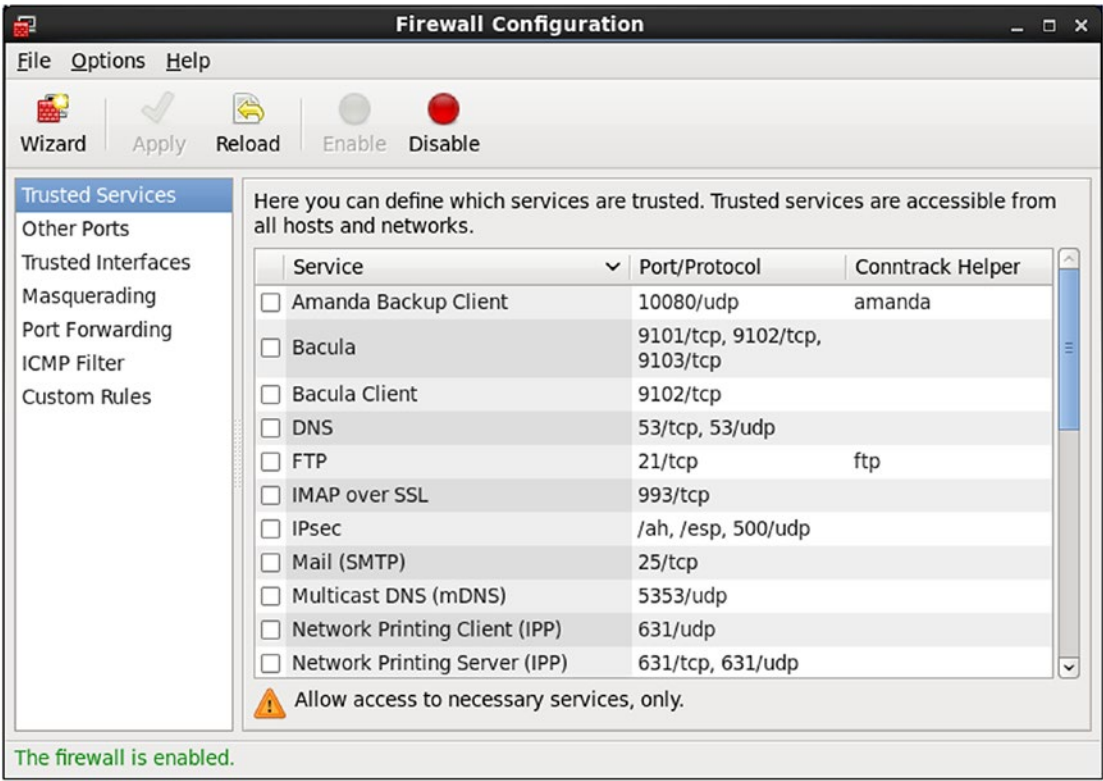 Firewall Configuration
File Options Help
Wizard Apply Reload Enable Disable
Trusted Services
Other Ports
Trusted Interfaces
Masquerading
Port Forwarding
ICMP Filter
Custom Rules
Here you can define which services are trusted. Trusted services are accessible from
all hosts and networks.
Service Port/Protocol Conntrack Helper
Amanda Backup Client 10080/udp amanda
Bacula 9101/tcp, 9102/tcp,
9103/tcp
Bacula Client 9102/tcp
DNS 53/tcp, 53/udp
FTP 21/tcp ftp
IMAP over SSL 993/tcp
IPsec /ah, /esp, 500/udp
Mail (SMTP) 25/tcp
Multicast DNS (mDNS) 5353/udp
Network Printing Client (IPP) 631/udp
Network Printing Server (IPP) 631/tcp, 631/udp
Allow access to necessary services, only.
The firewall is enabled.